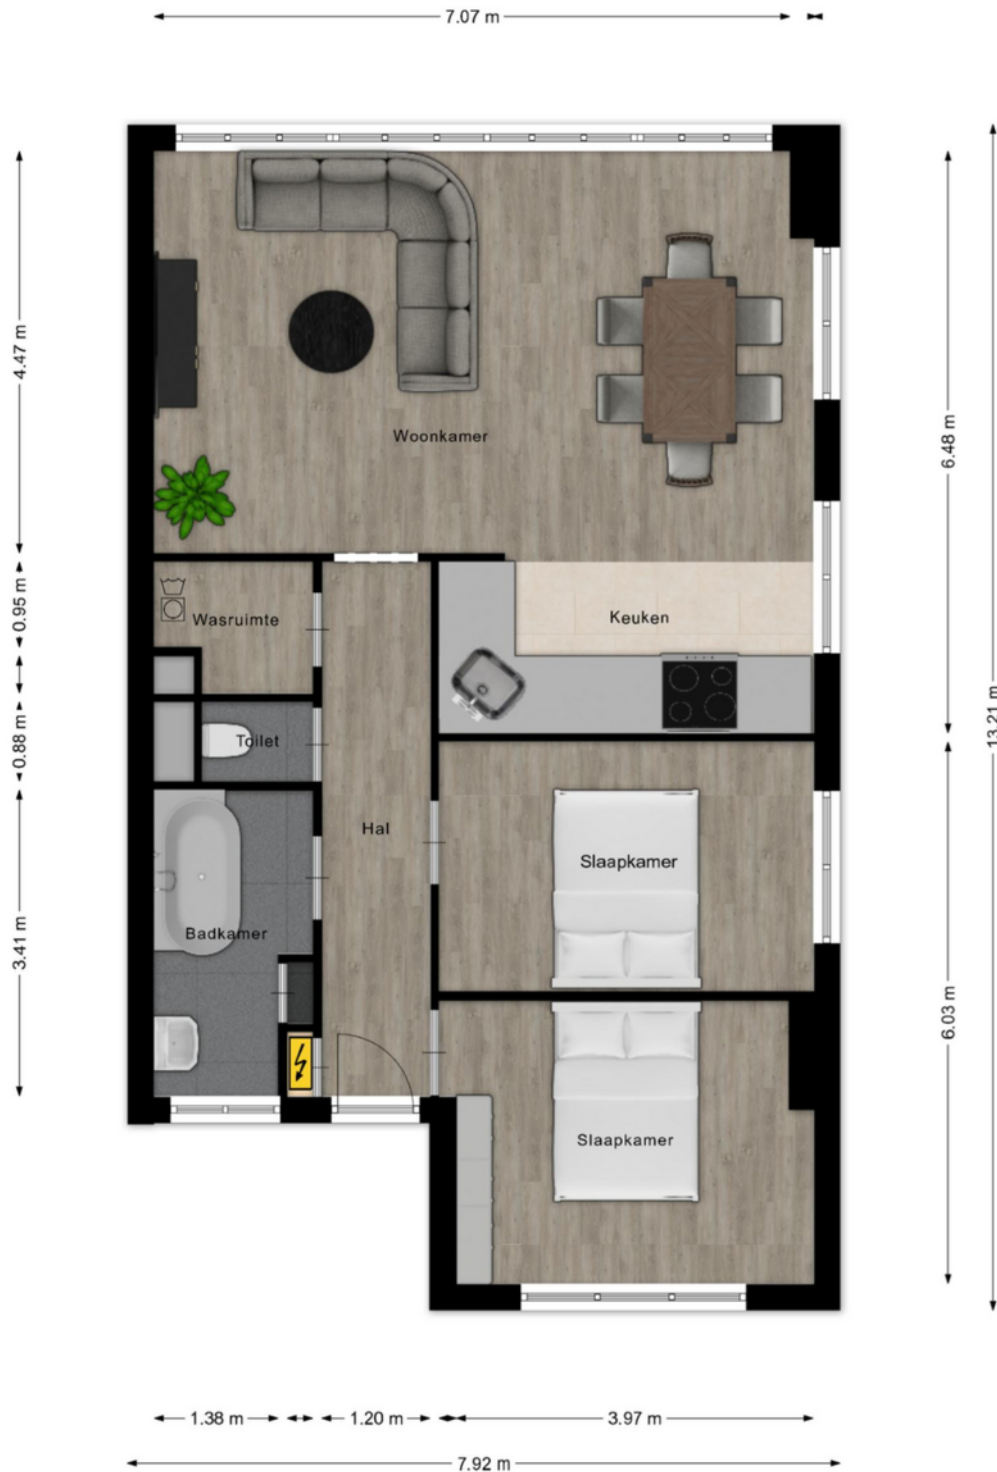 7.07 m
4.47 m
6.48 m
Woonkamer
0.95 m
Wasruimte
Keuken
13.21 m
0.88 m
Toilet
Hal
Slaapkamer
3.41 m
Badkamer
6.03 m
Slaapkamer
1.38 m
1.20 m
3.97 m
7.92 m